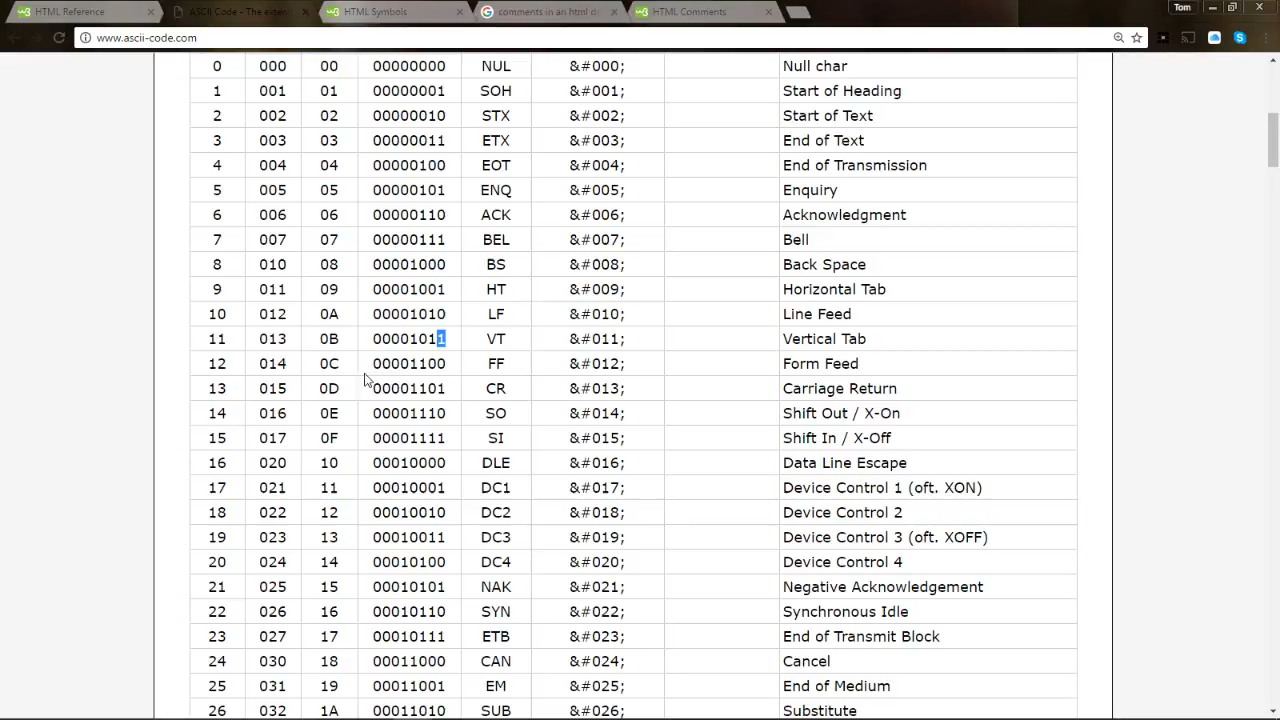 HTML Reference
ASCII Code - The exten
HTML Symbols
comments in an html do
HTML Comments
Tom
www.ascii-code.com
0 000 00 00000000 NUL &#000; Null char
1 001 01 00000001 SOH &#001; Start of Heading
2 002 02 00000010 STX &#002; Start of Text
3 003 03 00000011 ETX &#003; End of Text
4 004 04 00000100 EOT &#004; End of Transmission
5 005 05 00000101 ENQ &#005; Enquiry
6 006 06 00000110 ACK &#006; Acknowledgment
7 007 07 00000111 BEL &#007; Bell
8 010 08 00001000 BS &#008; Back Space
9 011 09 00001001 HT &#009; Horizontal Tab
10 012 0A 00001010 LF &#010; Line Feed
11 013 0B 00001011 VT &#011; Vertical Tab
12 014 0C 00001100 FF &#012; Form Feed
13 015 0D 00001101 CR &#013; Carriage Return
14 016 0E 00001110 SO &#014; Shift Out / X-On
15 017 0F 00001111 SI &#015; Shift In / X-Off
16 020 10 00010000 DLE &#016; Data Line Escape
17 021 11 00010001 DC1 &#017; Device Control 1 (oft. XON)
18 022 12 00010010 DC2 &#018; Device Control 2
19 023 13 00010011 DC3 &#019; Device Control 3 (oft. XOFF)
20 024 14 00010100 DC4 &#020; Device Control 4
21 025 15 00010101 NAK &#021; Negative Acknowledgement
22 026 16 00010110 SYN &#022; Synchronous Idle
23 027 17 00010111 ETB &#023; End of Transmit Block
24 030 18 00011000 CAN &#024; Cancel
25 031 19 00011001 EM &#025; End of Medium
26 032 1A 00011010 SUB &#026; Substitute